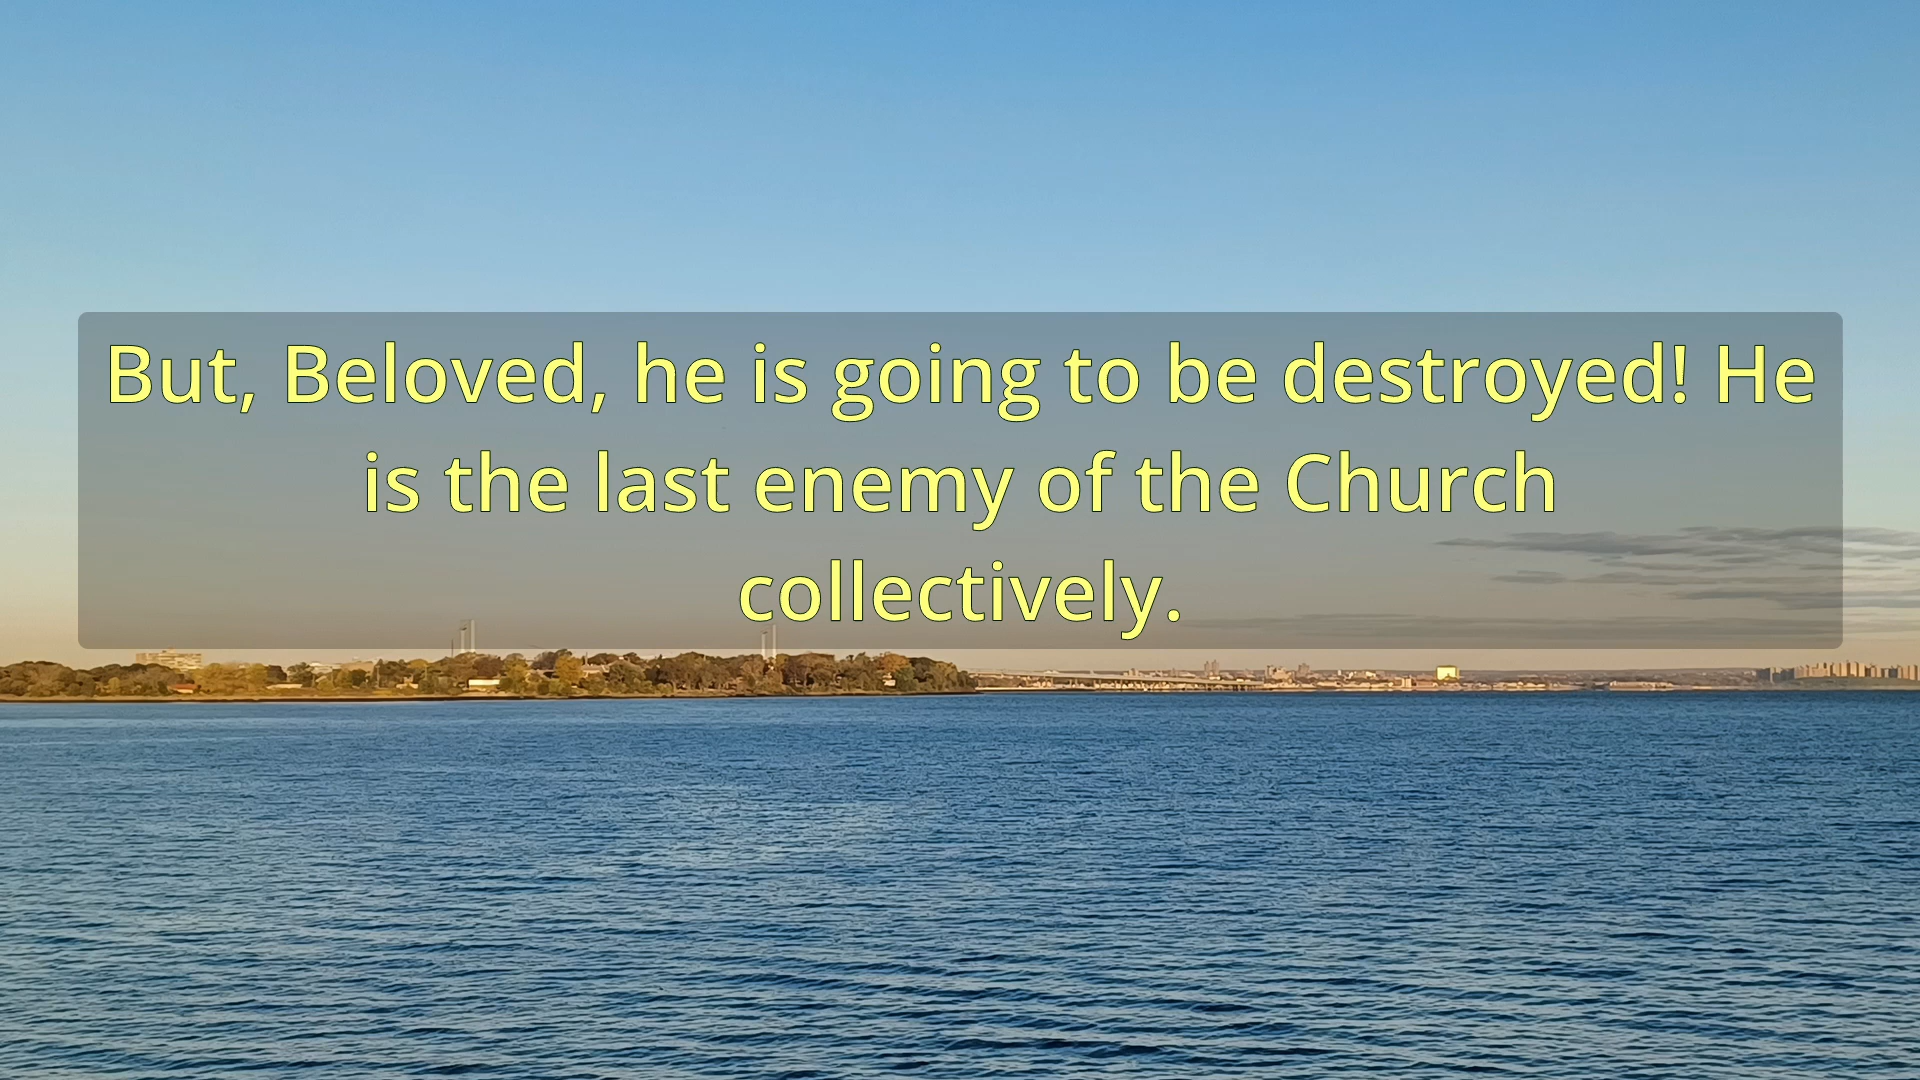 But, Beloved, he is going to be destroyed! He
is the last enemy of the Church
collectively.